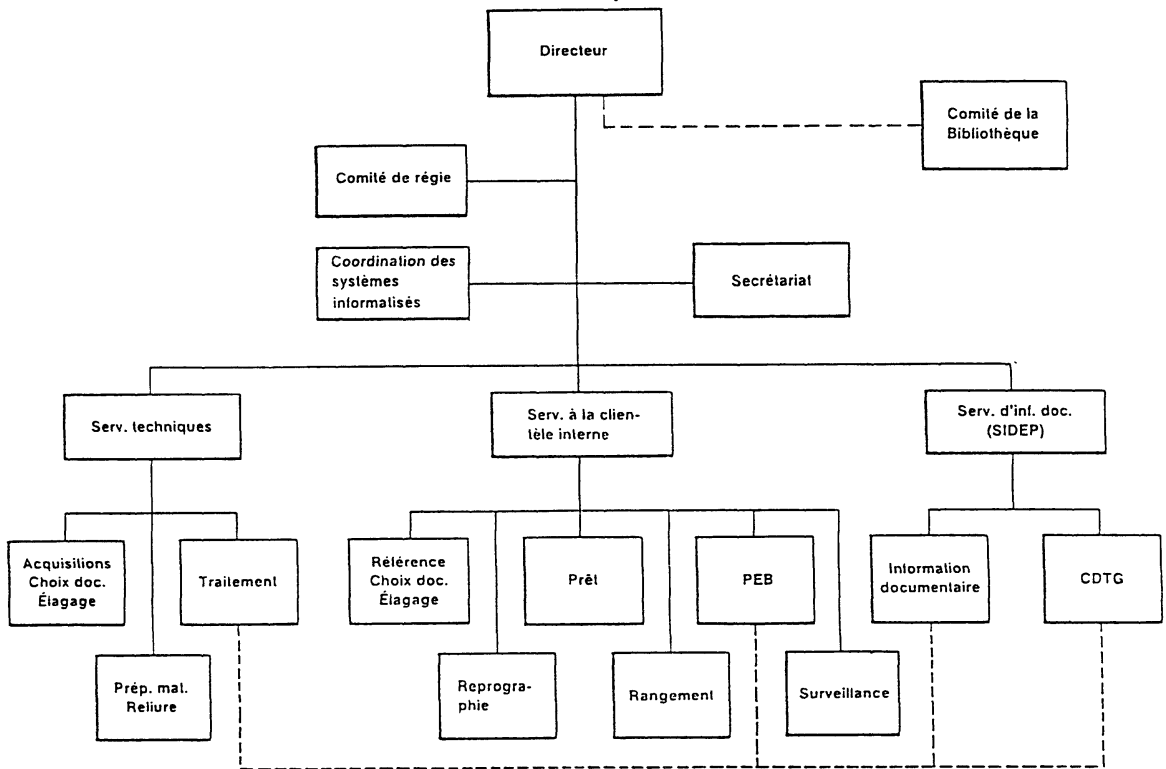 Directeur
Comité de la
Bibliothèque
Comité de régie
Coordination des
systèmes
informatisés
Secrétariat
Serv. techniques
Serv. à la clien-
tèle interne
Serv. d'inf. doc.
(SIDEP)
Acquisitions
Choix doc.
Élagage
Traitement
Référence
Choix doc.
Élagage
Prêt
PEB
Information
documentaire
CDTG
Prép. mat.
Reliure
Reprogra-
phie
Rangement
Surveillance